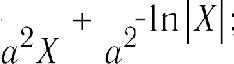 a²X + a² -ln|X|;